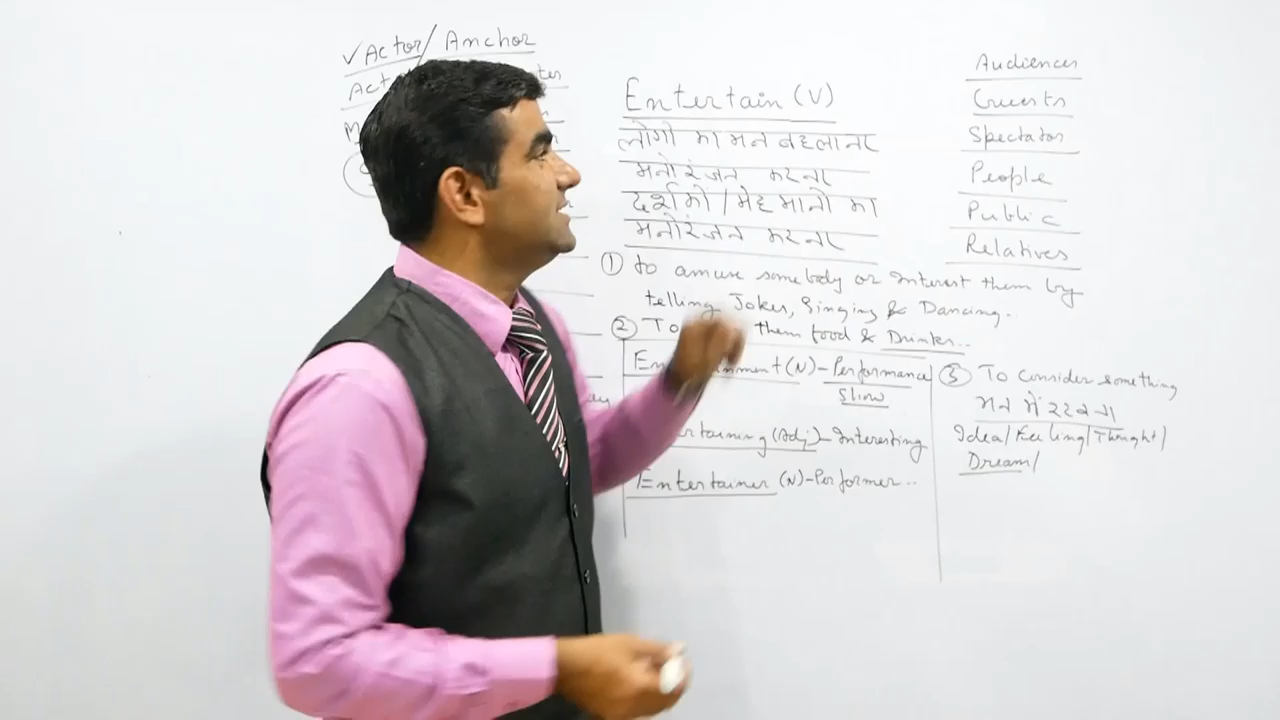 ✓Actor/Anchor
Entertain (V)
लोगों का मन बहलाना
मनोरंजन करना
दर्शकों/मेहमानों का
मनोरंजन करना
① to amuse somebody or interest them by
telling Jokes, Singing & Dancing..
② To them food & Drinks..
Performance
Show
(Adj)-Interesting
Entertainer (N)-Performer..
Audiences
Guests
Spectator
People
Public
Relatives
③ To consider something
मन में रखना
Idea/Feeling/Thought/
Dream/